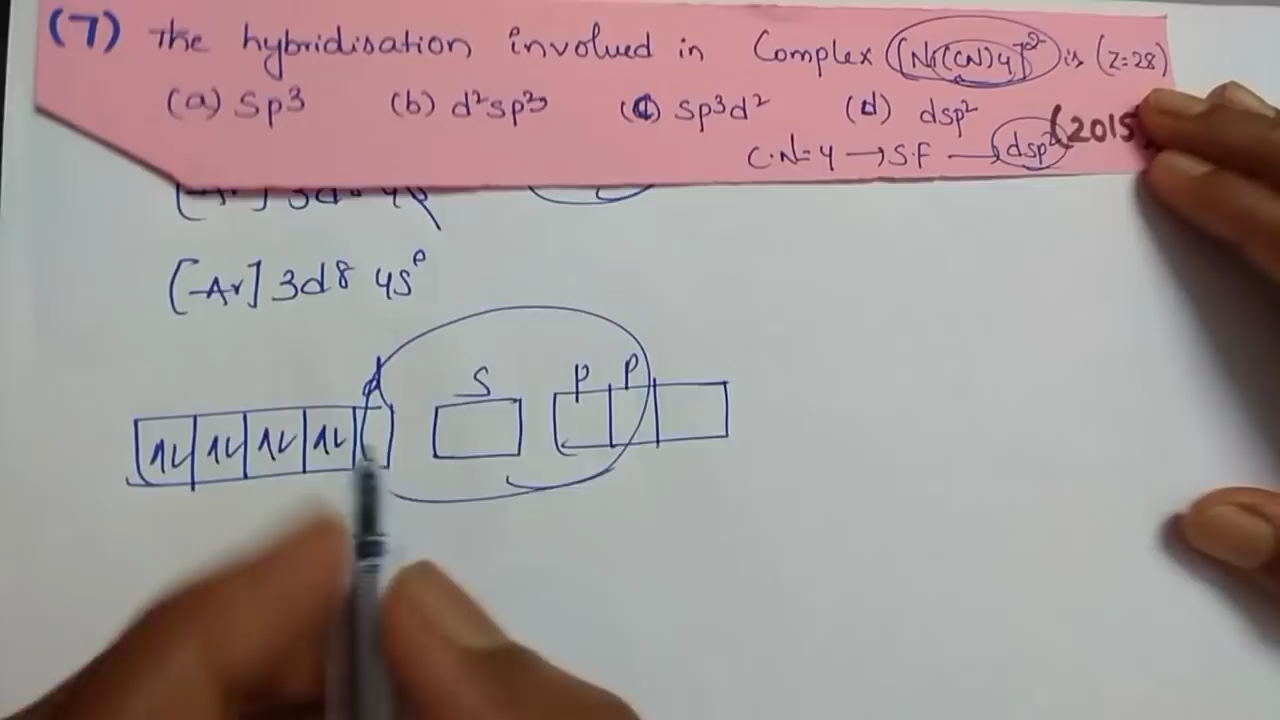 (7) The hybridisation involved in Complex [Ni(CN)4]2- is (Z=28)
(a) sp3 (b) d2sp3 (c) sp3d2 (d) dsp2
C.N=4 → S.F → dsp2 (2015)
[Ar] 3d8 4s0
d S P P
1L 1L 1L 1L